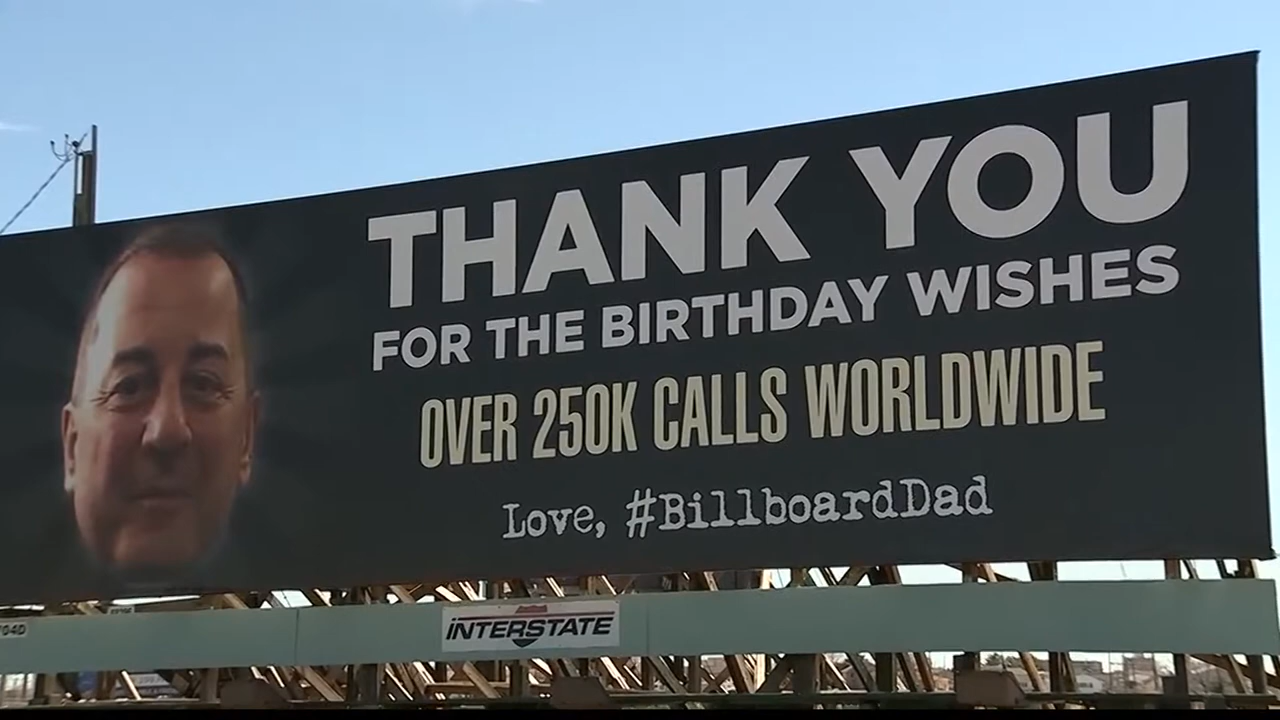 THANK YOU
FOR THE BIRTHDAY WISHES
OVER 250K CALLS WORLDWIDE
Love, #BillboardDad
INTERSTATE